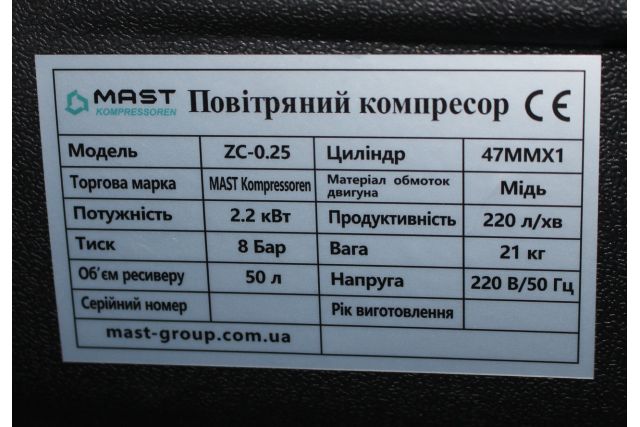 MAST KOMPRESSOREN Повітряний компресор CE
Модель ZC-0.25 Циліндр 47MMX1
Торгова марка MAST Kompressoren Матеріал обмоток двигуна Мідь
Потужність 2.2 кВт Продуктивність 220 л/хв
Тиск 8 Бар Вага 21 кг
Об'єм ресиверу 50 л Напруга 220 В/50 Гц
Серійний номер Рік виготовлення
mast-group.com.ua